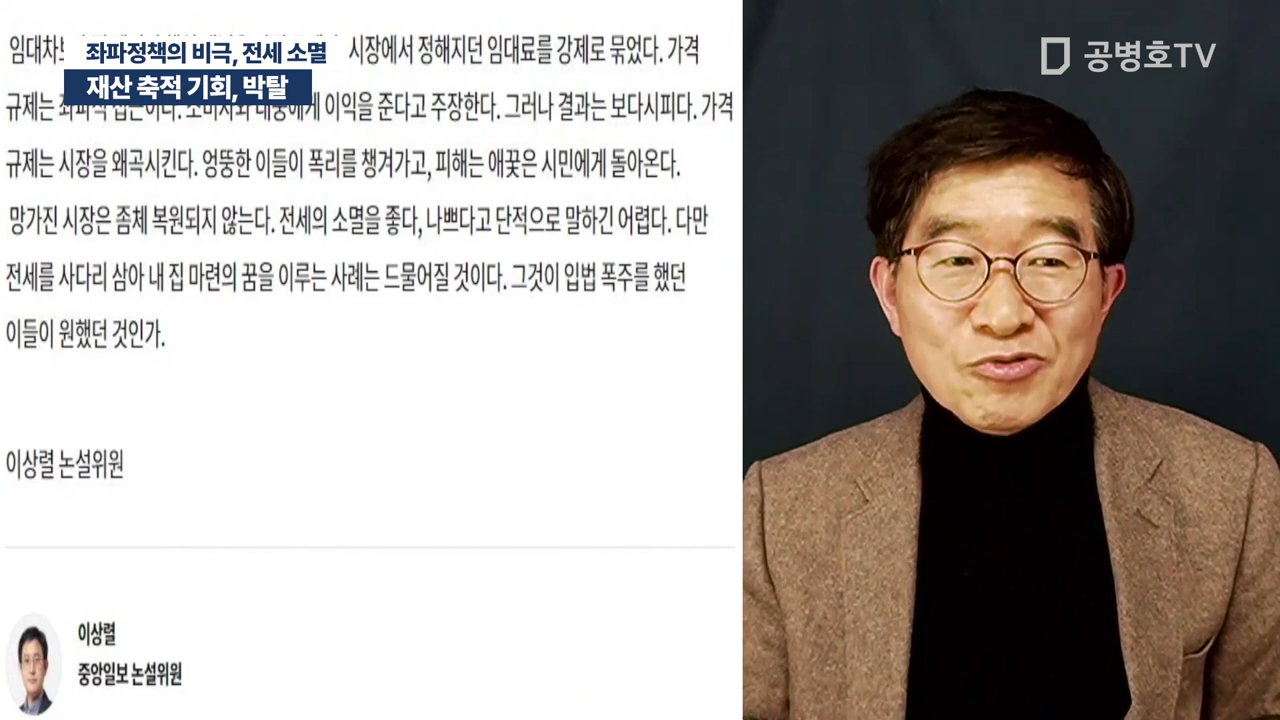 좌파정책의 비극, 전세 소멸
재산 축적 기회, 박탈
공병호TV
시장에서 정해지던 임대료를 강제로 묶었다. 가격
규제는 이익을 준다고 주장한다. 그러나 결과는 보다시피다. 가격
규제는 시장을 왜곡시킨다. 엉뚱한 이들이 폭리를 챙겨가고, 피해는 애꿎은 시민에게 돌아온다.
망가진 시장은 좀체 복원되지 않는다. 전세의 소멸을 좋다, 나쁘다고 단적으로 말하긴 어렵다. 다만
전세를 사다리 삼아 내 집 마련의 꿈을 이루는 사례는 드물어질 것이다. 그것이 입법 폭주를 했던
이들이 원했던 것인가.
이상렬 논설위원
이상렬
중앙일보 논설위원